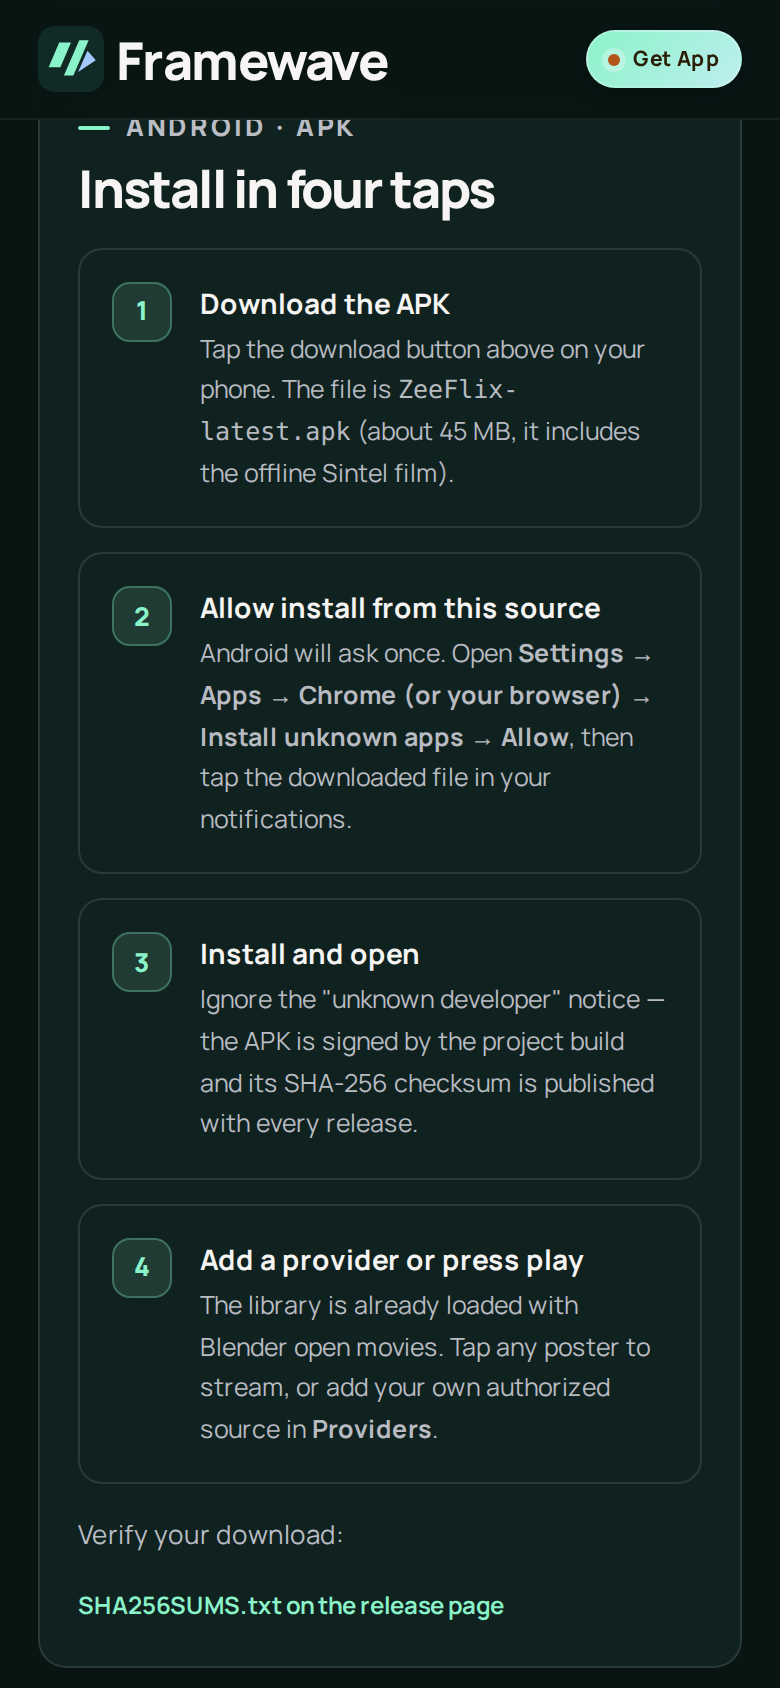 Framewave
Get App
ANDROID · APK
Install in four taps
1
Download the APK
Tap the download button above on your
phone. The file is ZeeFlix-
latest.apk (about 45 MB, it includes
the offline Sintel film).
2
Allow install from this source
Android will ask once. Open Settings →
Apps → Chrome (or your browser) →
Install unknown apps → Allow, then
tap the downloaded file in your
notifications.
3
Install and open
Ignore the "unknown developer" notice —
the APK is signed by the project build
and its SHA-256 checksum is published
with every release.
4
Add a provider or press play
The library is already loaded with
Blender open movies. Tap any poster to
stream, or add your own authorized
source in Providers.
Verify your download:
SHA256SUMS.txt on the release page